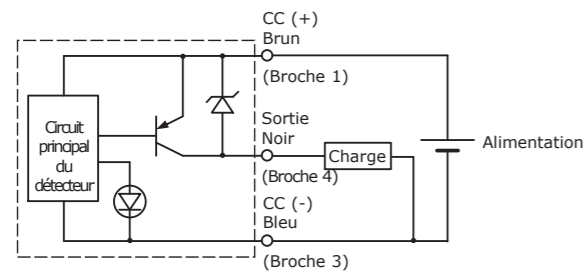 CC (+)
Brun
(Broche 1)
Circuit
principal
du
détecteur
Sortie
Noir
(Broche 4)
Charge
Alimentation
CC (-)
Bleu
(Broche 3)